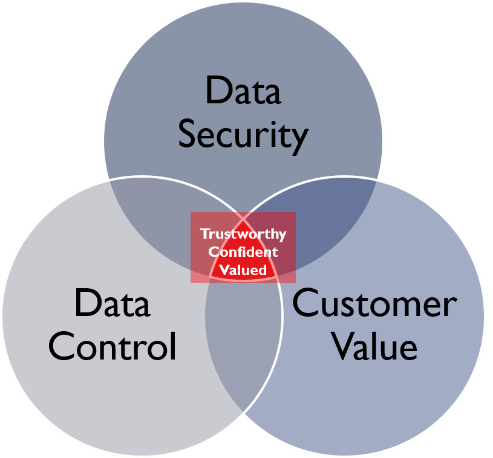 Data
Security
Trustworthy
Confident
Valued
Data
Control
Customer
Value